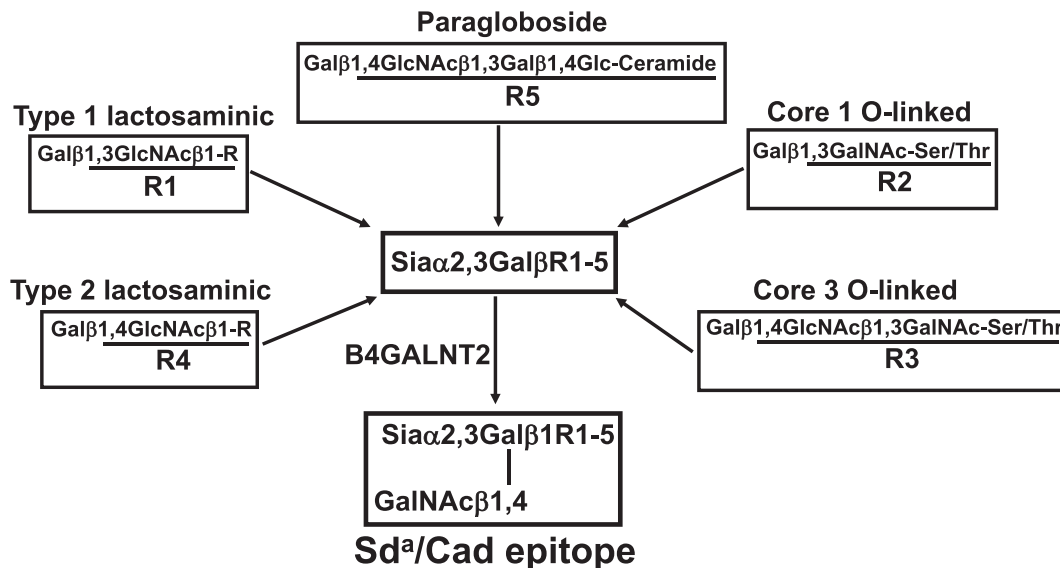 Paragloboside
Galβ1,4GlcNAcβ1,3Galβ1,4Glc-Ceramide
R5
Type 1 lactosaminic
Galβ1,3GlcNAcβ1-R
R1
Core 1 O-linked
Galβ1,3GalNAc-Ser/Thr
R2
Siaα2,3GalβR1-5
Type 2 lactosaminic
Galβ1,4GlcNAcβ1-R
R4
Core 3 O-linked
Galβ1,4GlcNAcβ1,3GalNAc-Ser/Thr
R3
B4GALNT2
Siaα2,3Galβ1R1-5
GalNAcβ1,4
Sdᵃ/Cad epitope